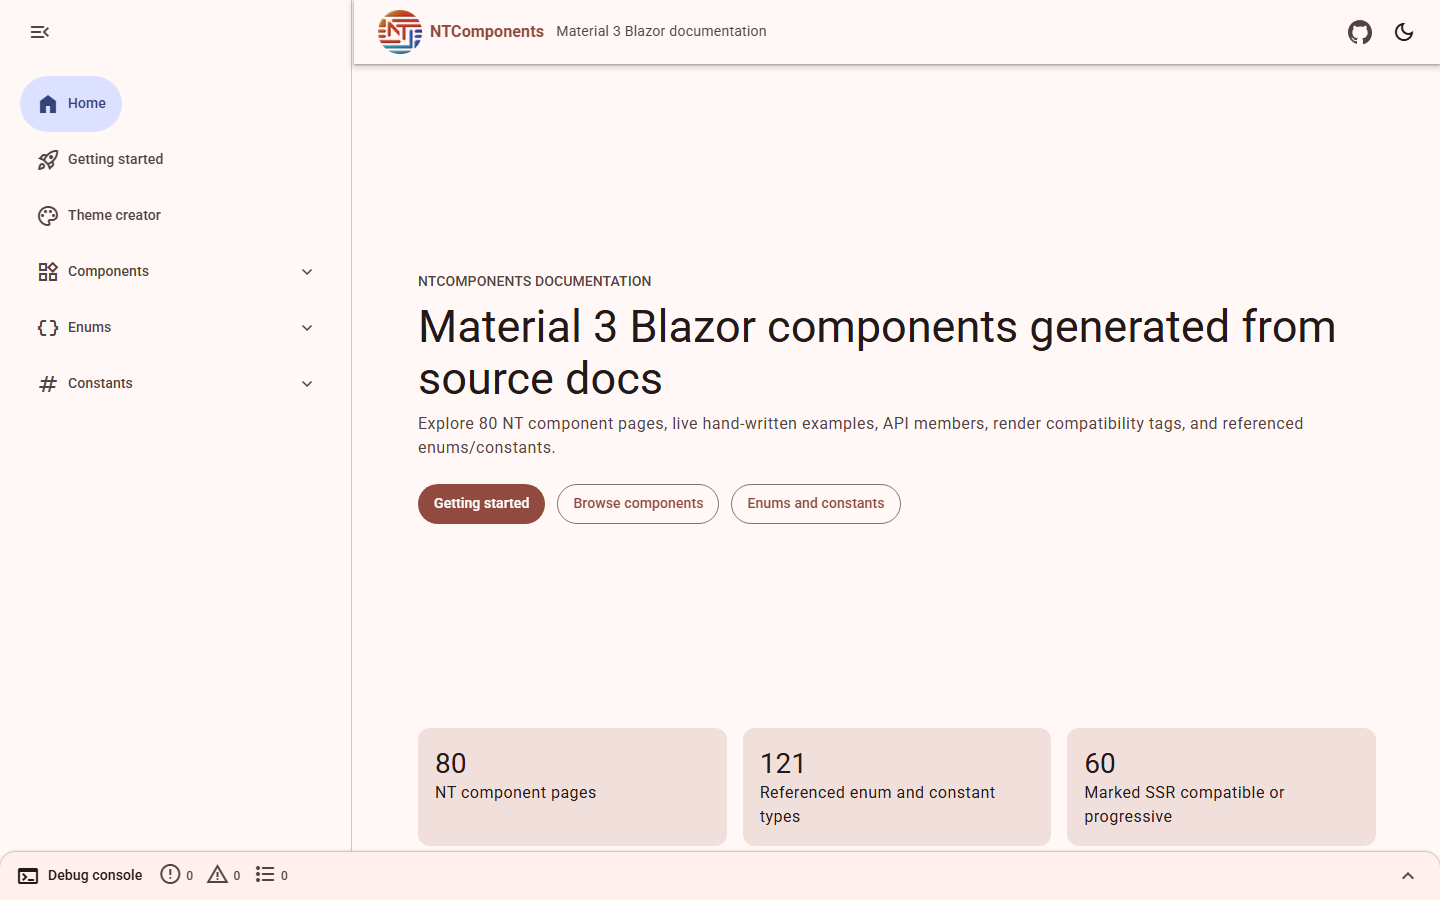 NTComponents
Material 3 Blazor documentation
Home
Getting started
Theme creator
Components
Enums
Constants
NTCOMPONENTS DOCUMENTATION
Material 3 Blazor components generated from
source docs
Explore 80 NT component pages, live hand-written examples, API members, render compatibility tags, and referenced
enums/constants.
Getting started
Browse components
Enums and constants
80
NT component pages
121
Referenced enum and constant
types
60
Marked SSR compatible or
progressive
Debug console
0
0
0